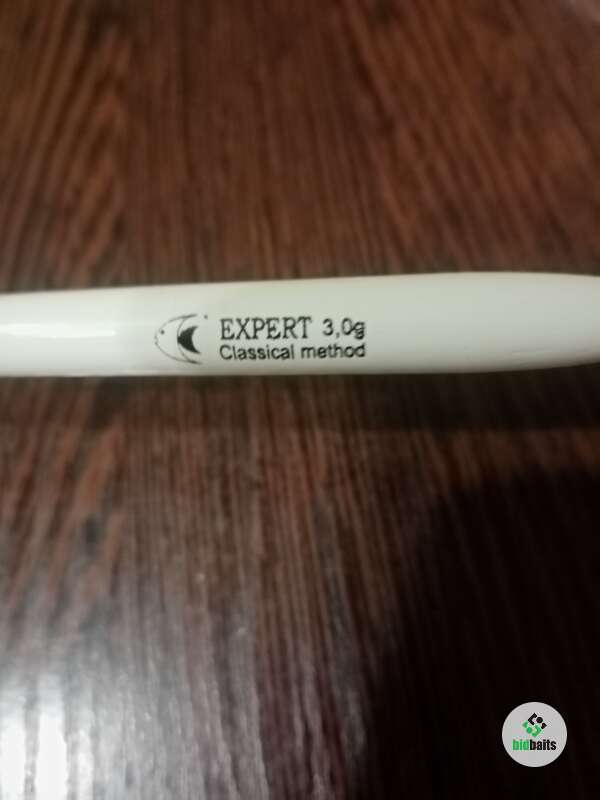 EXPERT 3,0g
Classical method
bidbaits